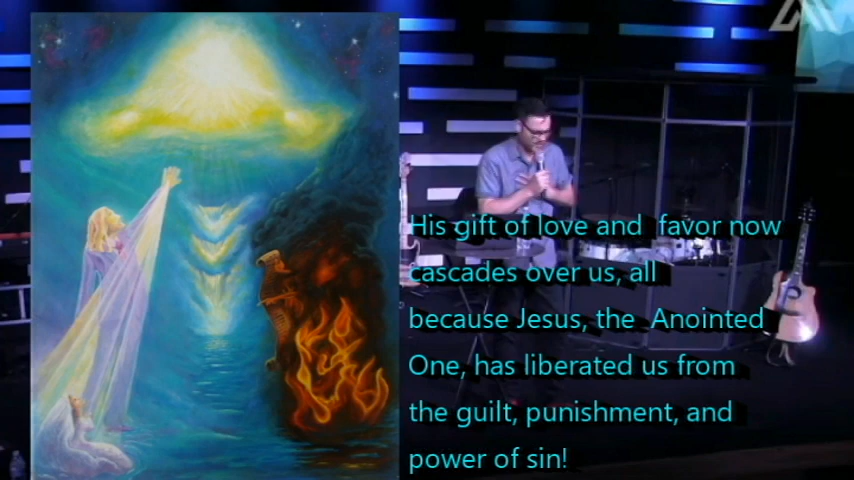 His gift of love and favor now
cascades over us, all
because Jesus, the Anointed
One, has liberated us from
the guilt, punishment, and
power of sin!